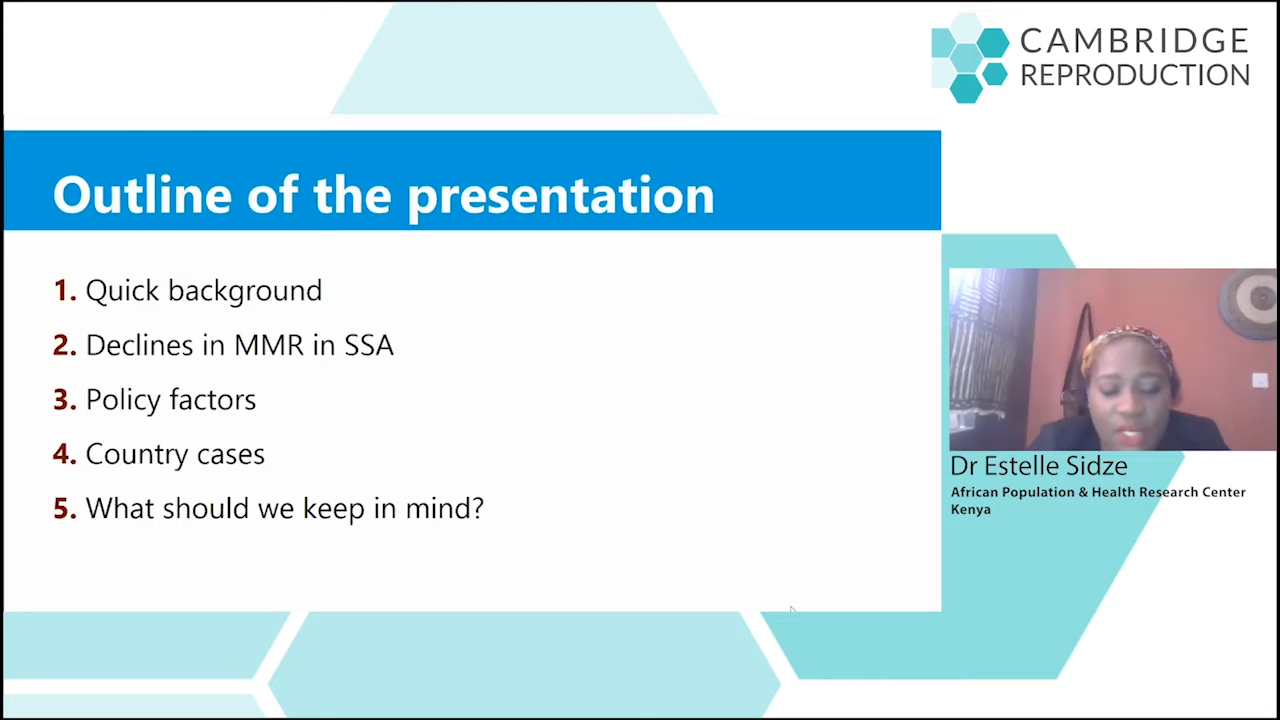 CAMBRIDGE
REPRODUCTION
Outline of the presentation
1. Quick background
2. Declines in MMR in SSA
3. Policy factors
4. Country cases
5. What should we keep in mind?
Dr Estelle Sidze
African Population & Health Research Center
Kenya